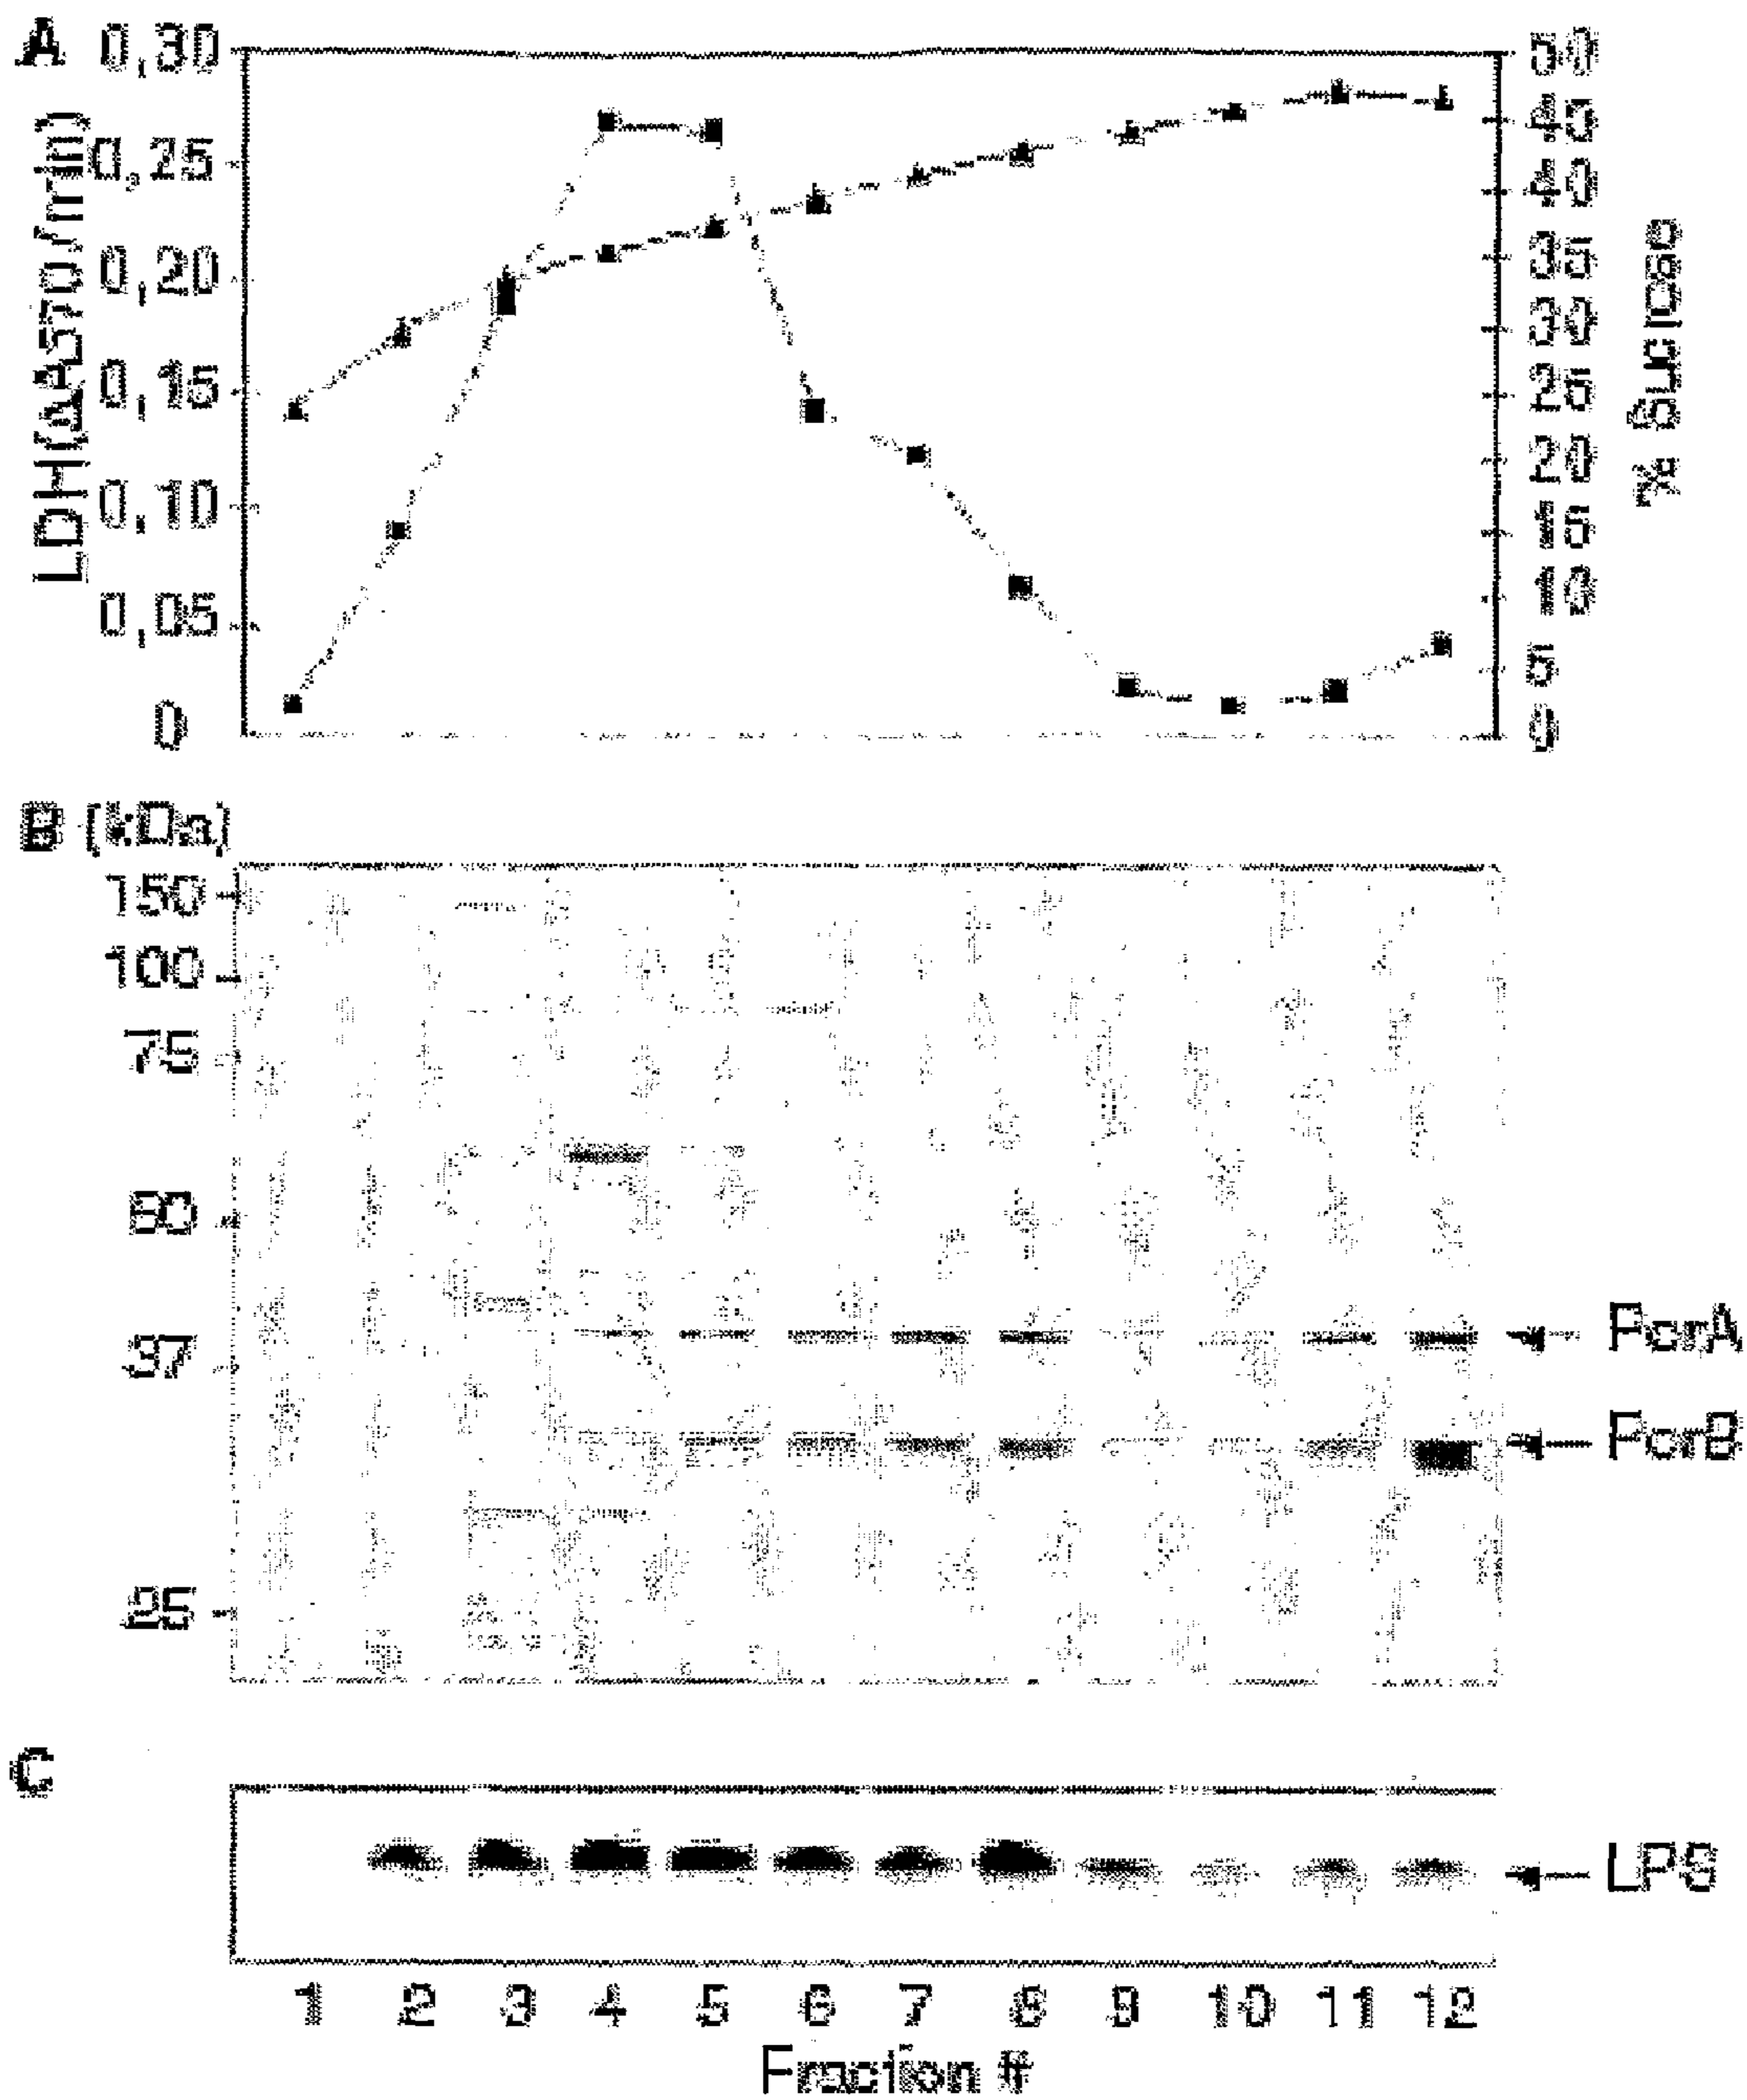 A
0,30
0,25
0,20
0,15
0,10
0,05
0
LDH(ΔA570/min)
50
45
40
35
30
25
20
15
10
5
0
% Sucrose
B (kDa)
150
100
75
50
37
25
PorA
PorB
C
LPS
1 2 3 4 5 6 7 8 9 10 11 12
Fraction #